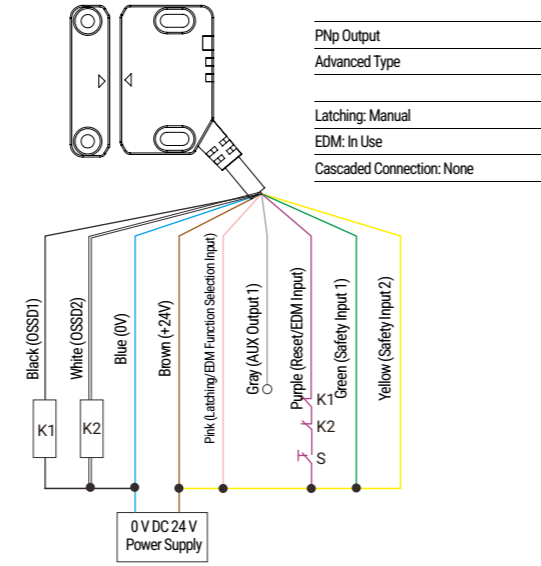 PNp Output
Advanced Type
Latching: Manual
EDM: In Use
Cascaded Connection: None
Black (OSSD1)
White (OSSD2)
Blue (0V)
Brown (+24V)
Pink (Latching/ EDM Function Selection Input)
Gray (AUX Output 1)
Purple (Reset/EDM Input)
Green (Safety Input 1)
Yellow (Safety Input 2)
K1
K2
K1
K2
S
0 V DC 24 V
Power Supply